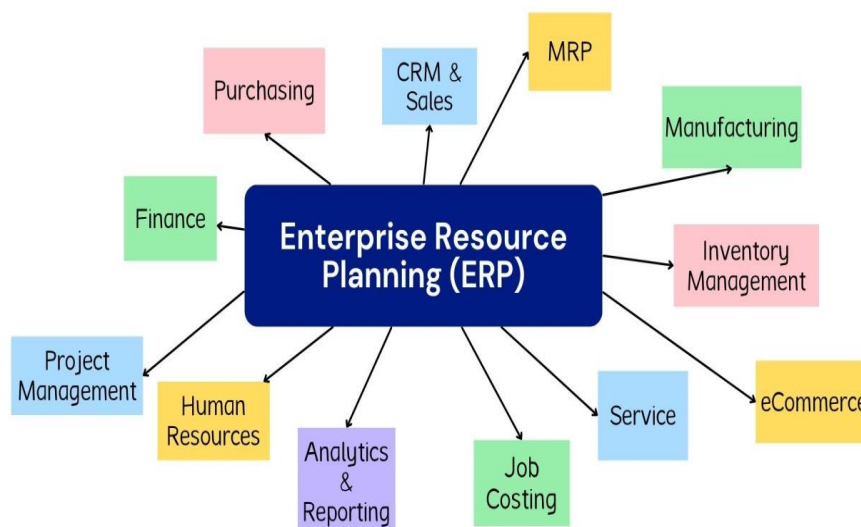 MRP
CRM &
Sales
Purchasing
Manufacturing
Finance
Enterprise Resource
Planning (ERP)
Inventory
Management
Project
Management
Human
Resources
eCommerce
Service
Analytics
&
Reporting
Job
Costing